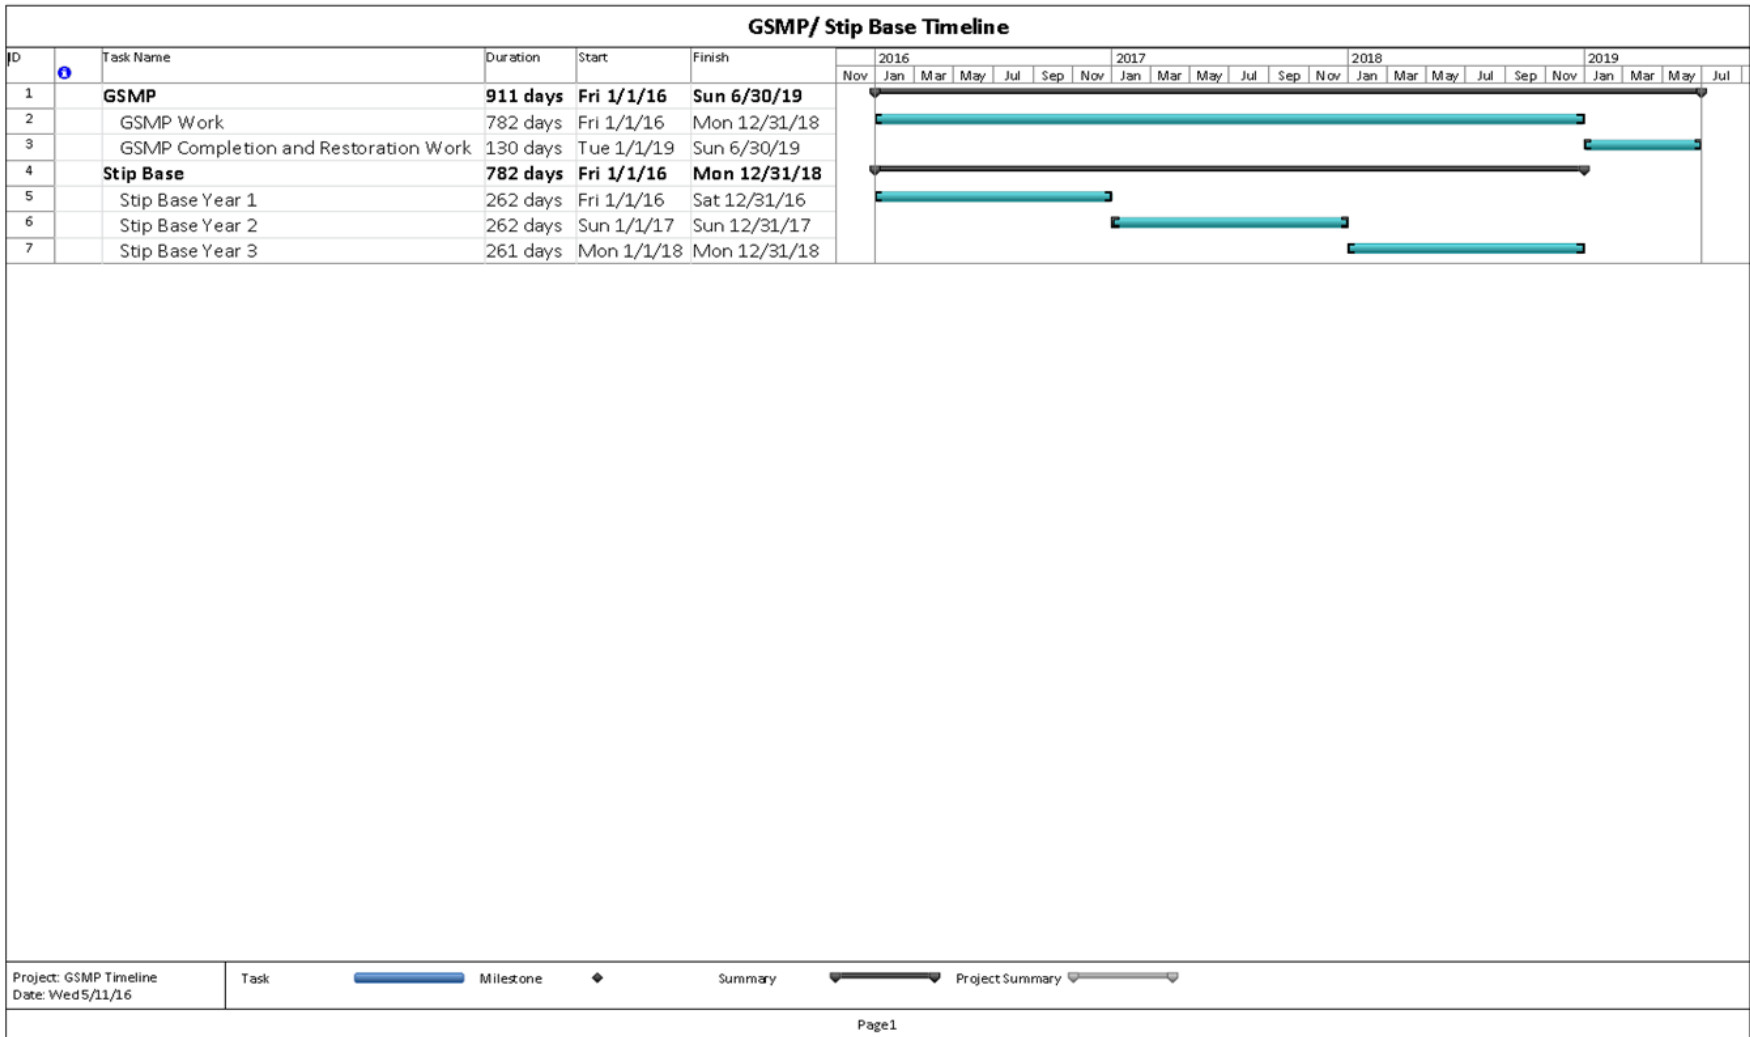 GSMP/ Stip Base Timeline
ID Task Name Duration Start Finish 2016 2017 2018 2019
Nov Jan Mar May Jul Sep Nov Jan Mar May Jul Sep Nov Jan Mar May Jul Sep Nov Jan Mar May Jul
1 GSMP 911 days Fri 1/1/16 Sun 6/30/19
2 GSMP Work 782 days Fri 1/1/16 Mon 12/31/18
3 GSMP Completion and Restoration Work 130 days Tue 1/1/19 Sun 6/30/19
4 Stip Base 782 days Fri 1/1/16 Mon 12/31/18
5 Stip Base Year 1 262 days Fri 1/1/16 Sat 12/31/16
6 Stip Base Year 2 262 days Sun 1/1/17 Sun 12/31/17
7 Stip Base Year 3 261 days Mon 1/1/18 Mon 12/31/18
Project: GSMP Timeline
Date: Wed 5/11/16
Task Milestone Summary Project Summary
Page1